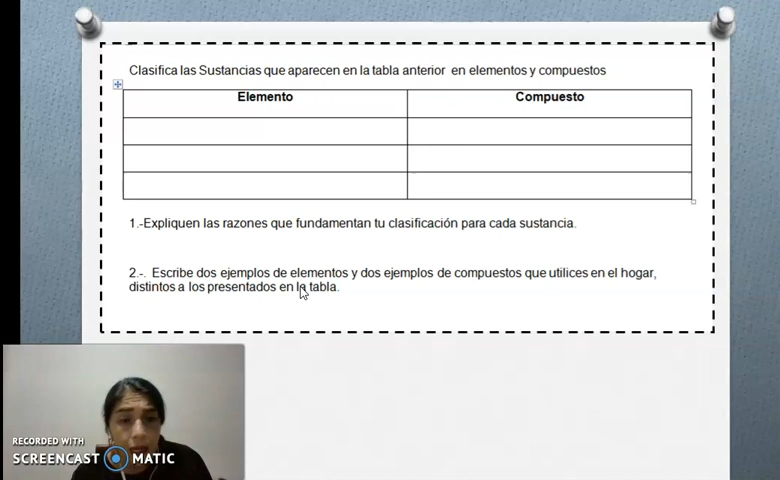 Clasifica las Sustancias que aparecen en la tabla anterior en elementos y compuestos
Elemento
Compuesto
1.-Expliquen las razones que fundamentan tu clasificación para cada sustancia.
2.-. Escribe dos ejemplos de elementos y dos ejemplos de compuestos que utilices en el hogar,
distintos a los presentados en la tabla.
RECORDED WITH
SCREENCAST MATIC